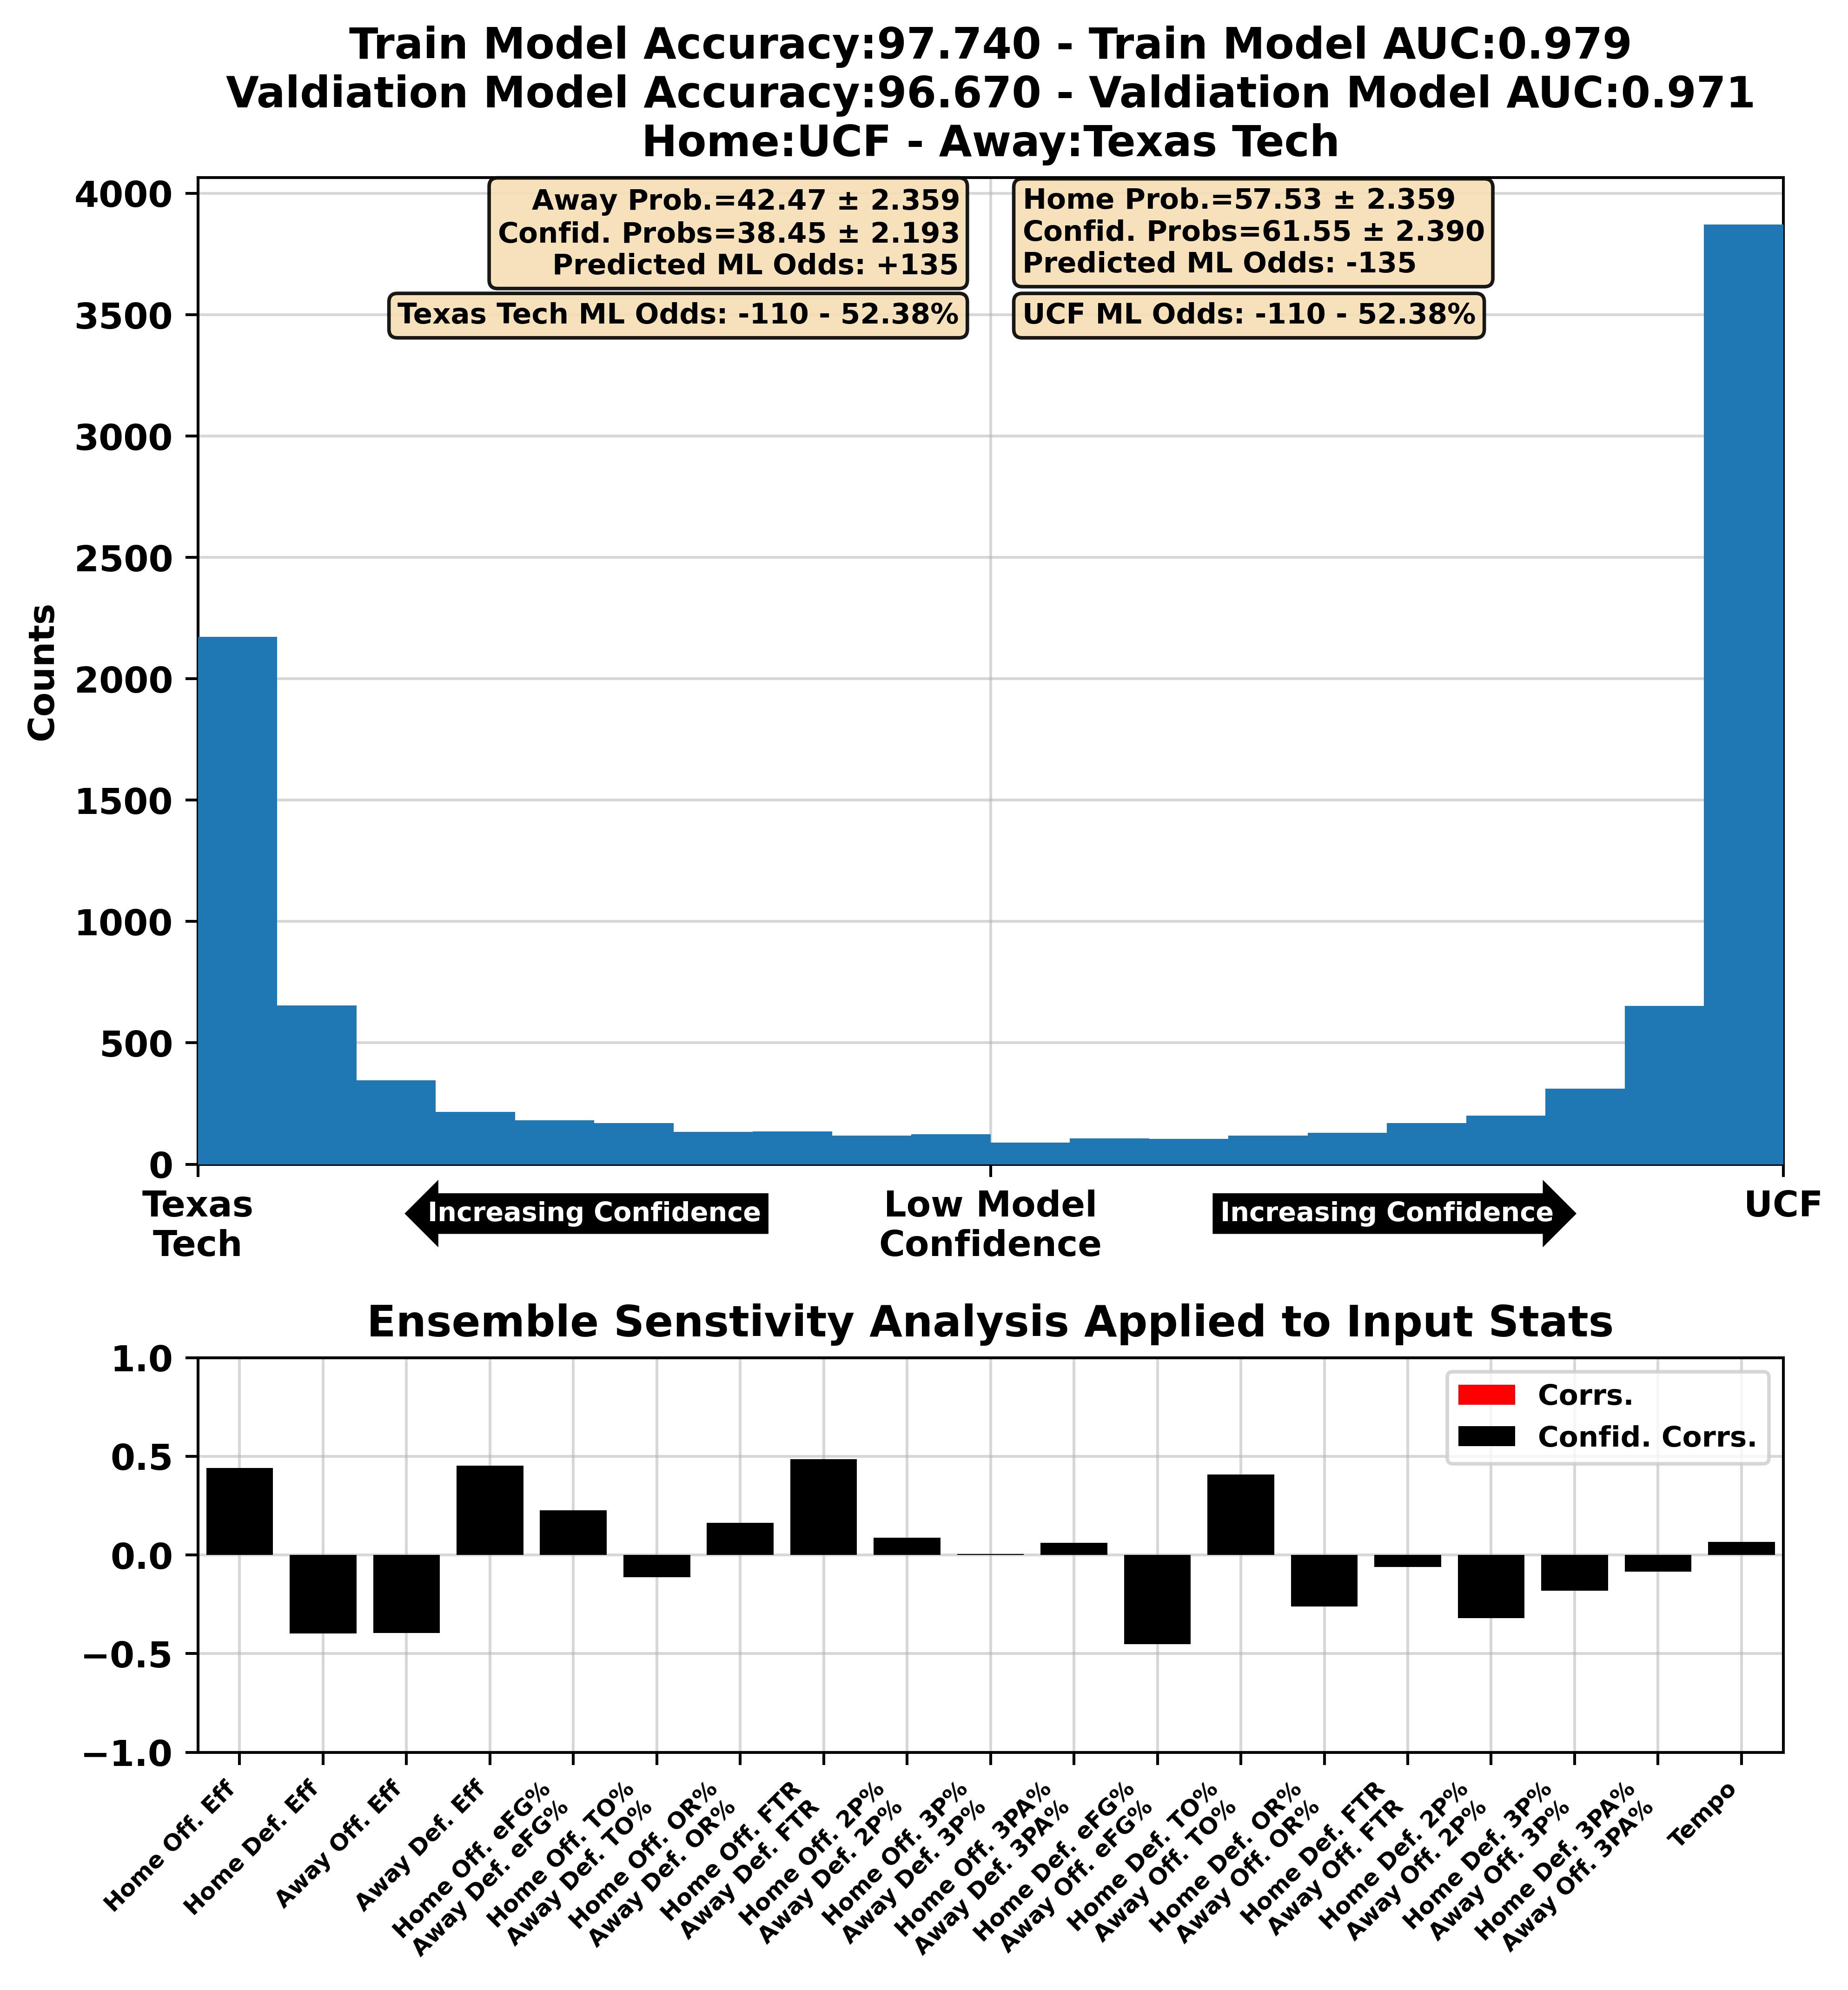 Train Model Accuracy:97.740 - Train Model AUC:0.979
Valdiation Model Accuracy:96.670 - Valdiation Model AUC:0.971
Home:UCF - Away:Texas Tech
Away Prob.=42.47 ± 2.359
Confid. Probs=38.45 ± 2.193
Predicted ML Odds: +135
Texas Tech ML Odds: -110 - 52.38%
Home Prob.=57.53 ± 2.359
Confid. Probs=61.55 ± 2.390
Predicted ML Odds: -135
UCF ML Odds: -110 - 52.38%
Counts
4000
3500
3000
2500
2000
1500
1000
500
0
Texas
Tech
Increasing Confidence
Low Model
Confidence
Increasing Confidence
UCF
Ensemble Senstivity Analysis Applied to Input Stats
1.0
0.5
0.0
−0.5
−1.0
Corrs.
Confid. Corrs.
Home Off. Eff
Home Def. Eff
Away Off. Eff
Away Def. Eff
Home Off. eFG%
Away Def. eFG%
Home Off. TO%
Away Def. TO%
Home Off. OR%
Away Def. OR%
Home Off. FTR
Away Def. FTR
Home Off. 2P%
Away Def. 2P%
Home Off. 3P%
Away Def. 3P%
Home Off. 3PA%
Away Def. 3PA%
Home Def. eFG%
Away Off. eFG%
Home Def. TO%
Away Off. TO%
Home Def. OR%
Away Off. OR%
Home Def. FTR
Away Off. FTR
Home Def. 2P%
Away Off. 2P%
Home Def. 3P%
Away Off. 3P%
Home Def. 3PA%
Away Off. 3PA%
Tempo